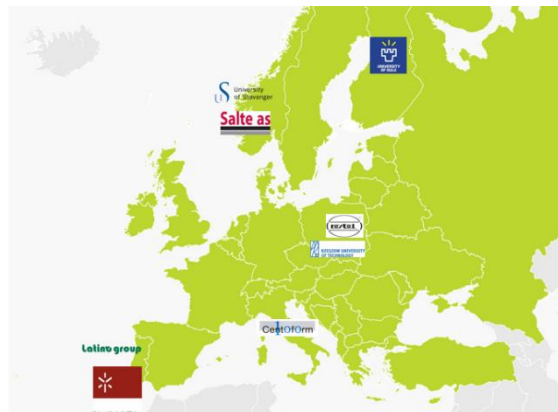 UNIVERSITY
OF OULU
University
of Stavanger
Salte as
RZESZOW UNIVERSITY
OF TECHNOLOGY
CentOfOrm
Latino group